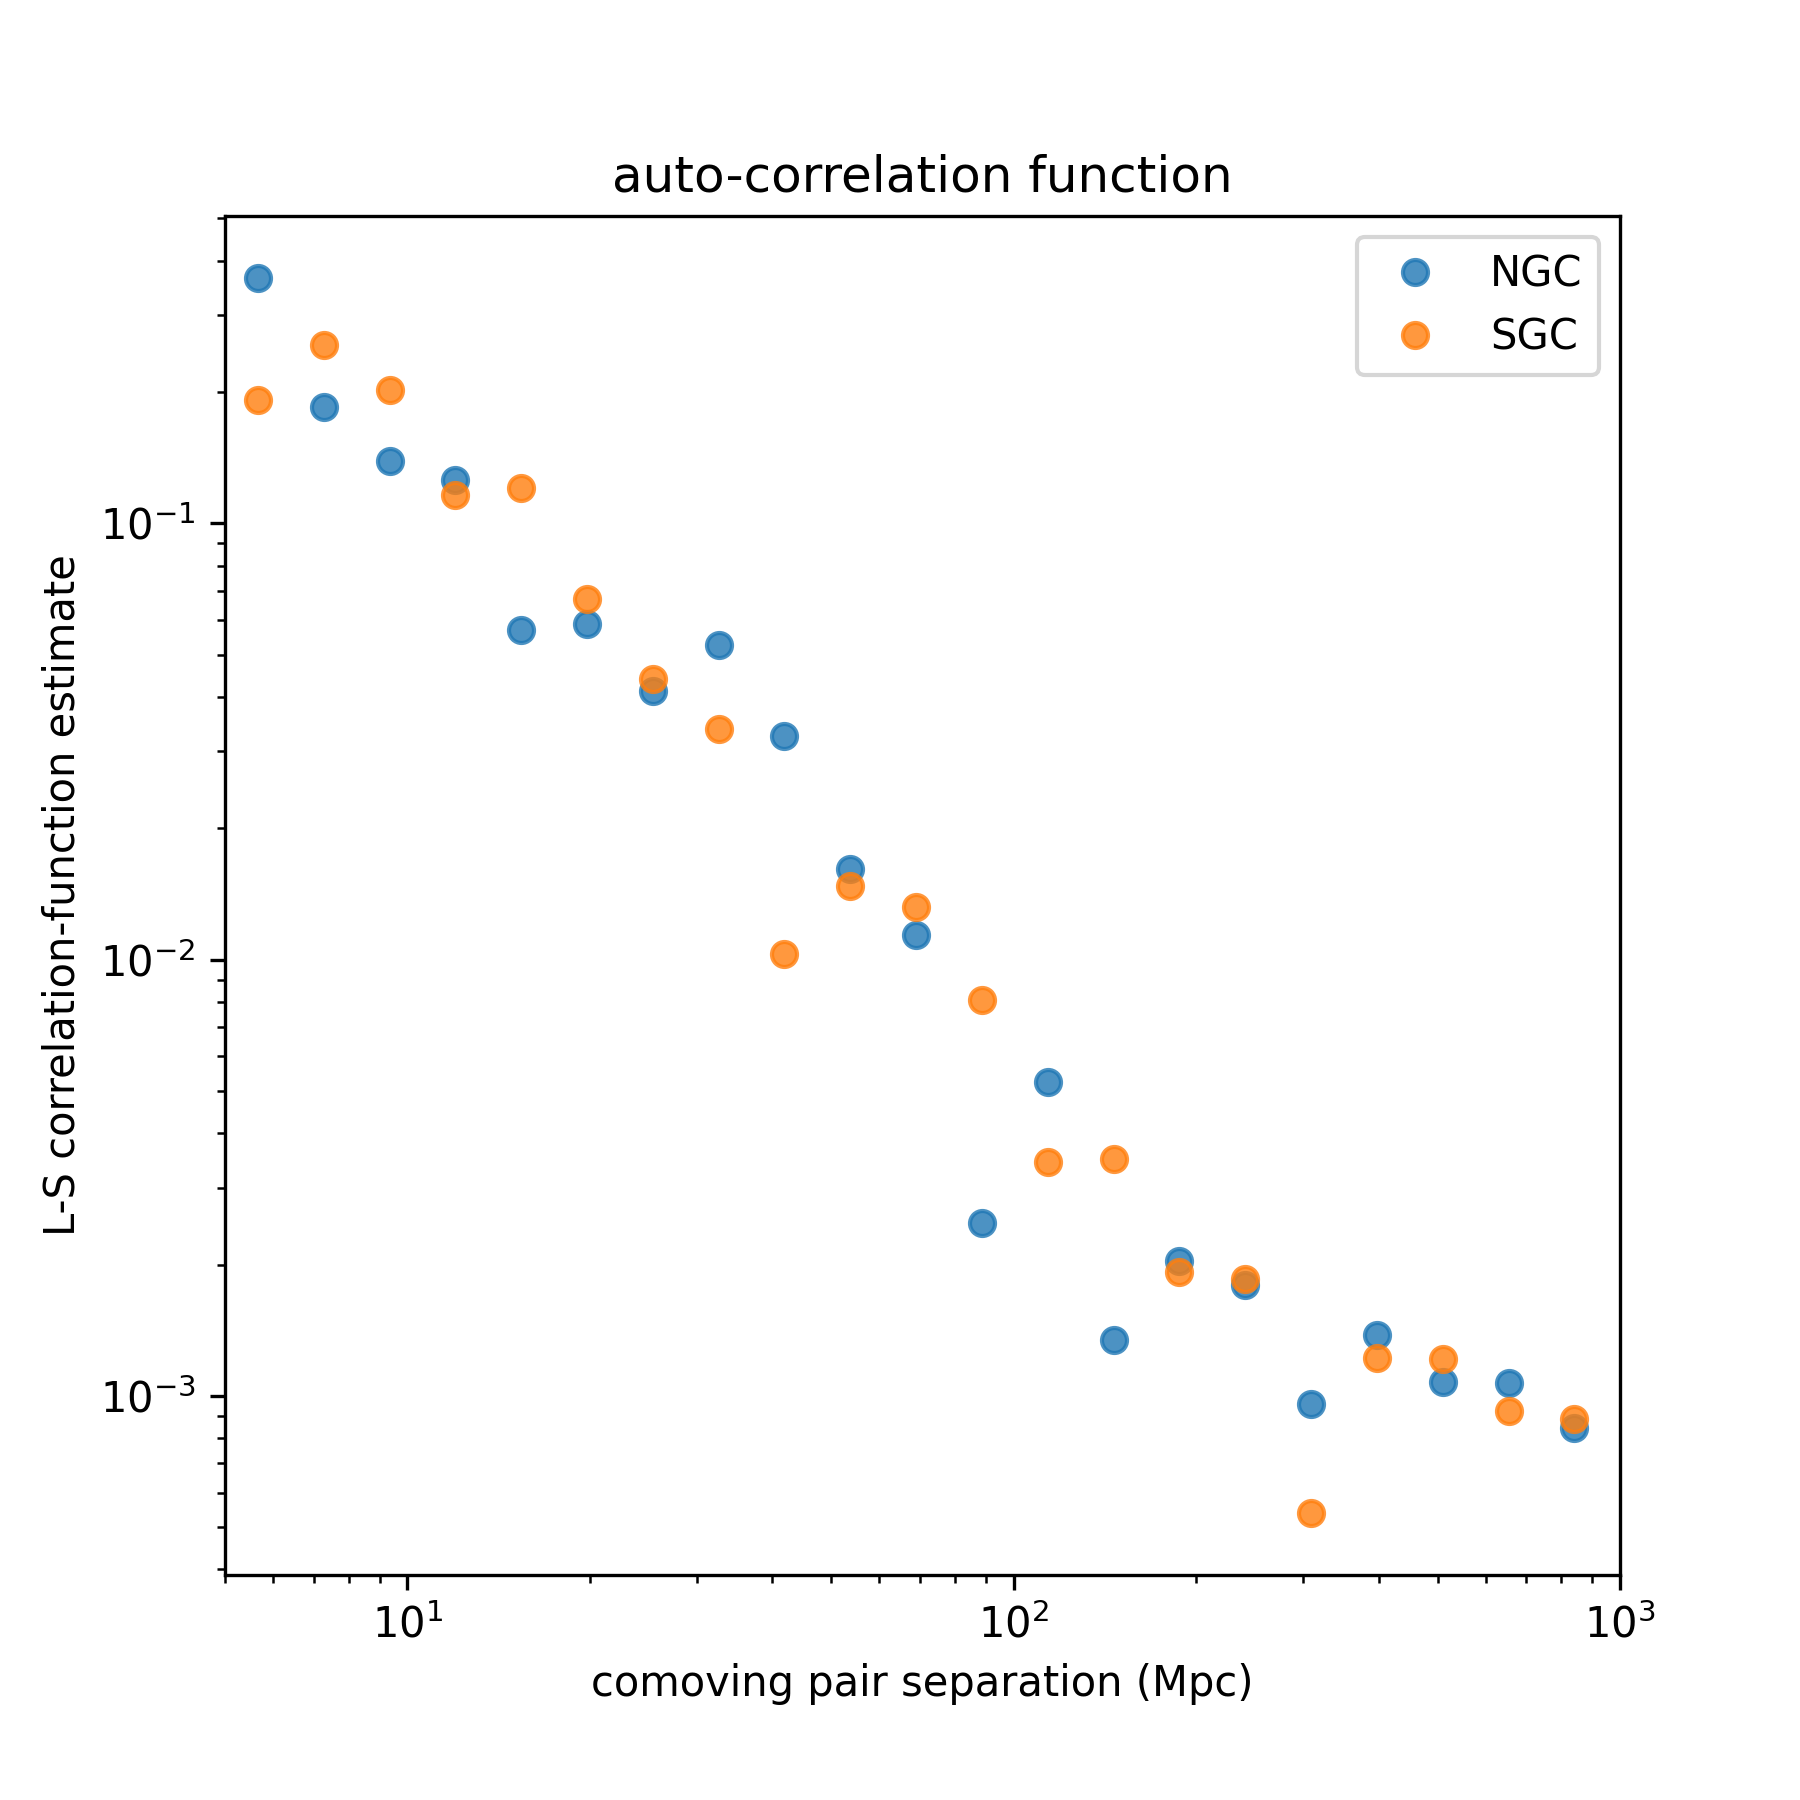 auto-correlation function
NGC
SGC
L-S correlation-function estimate
10⁻¹
10⁻²
10⁻³
10¹
10²
10³
comoving pair separation (Mpc)